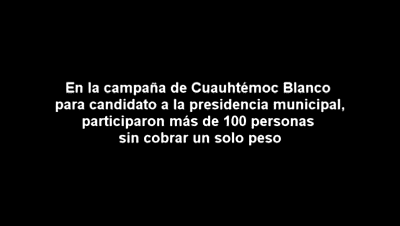 En la campaña de Cuauhtémoc Blanco
para candidato a la presidencia municipal,
participaron más de 100 personas
sin cobrar un solo peso